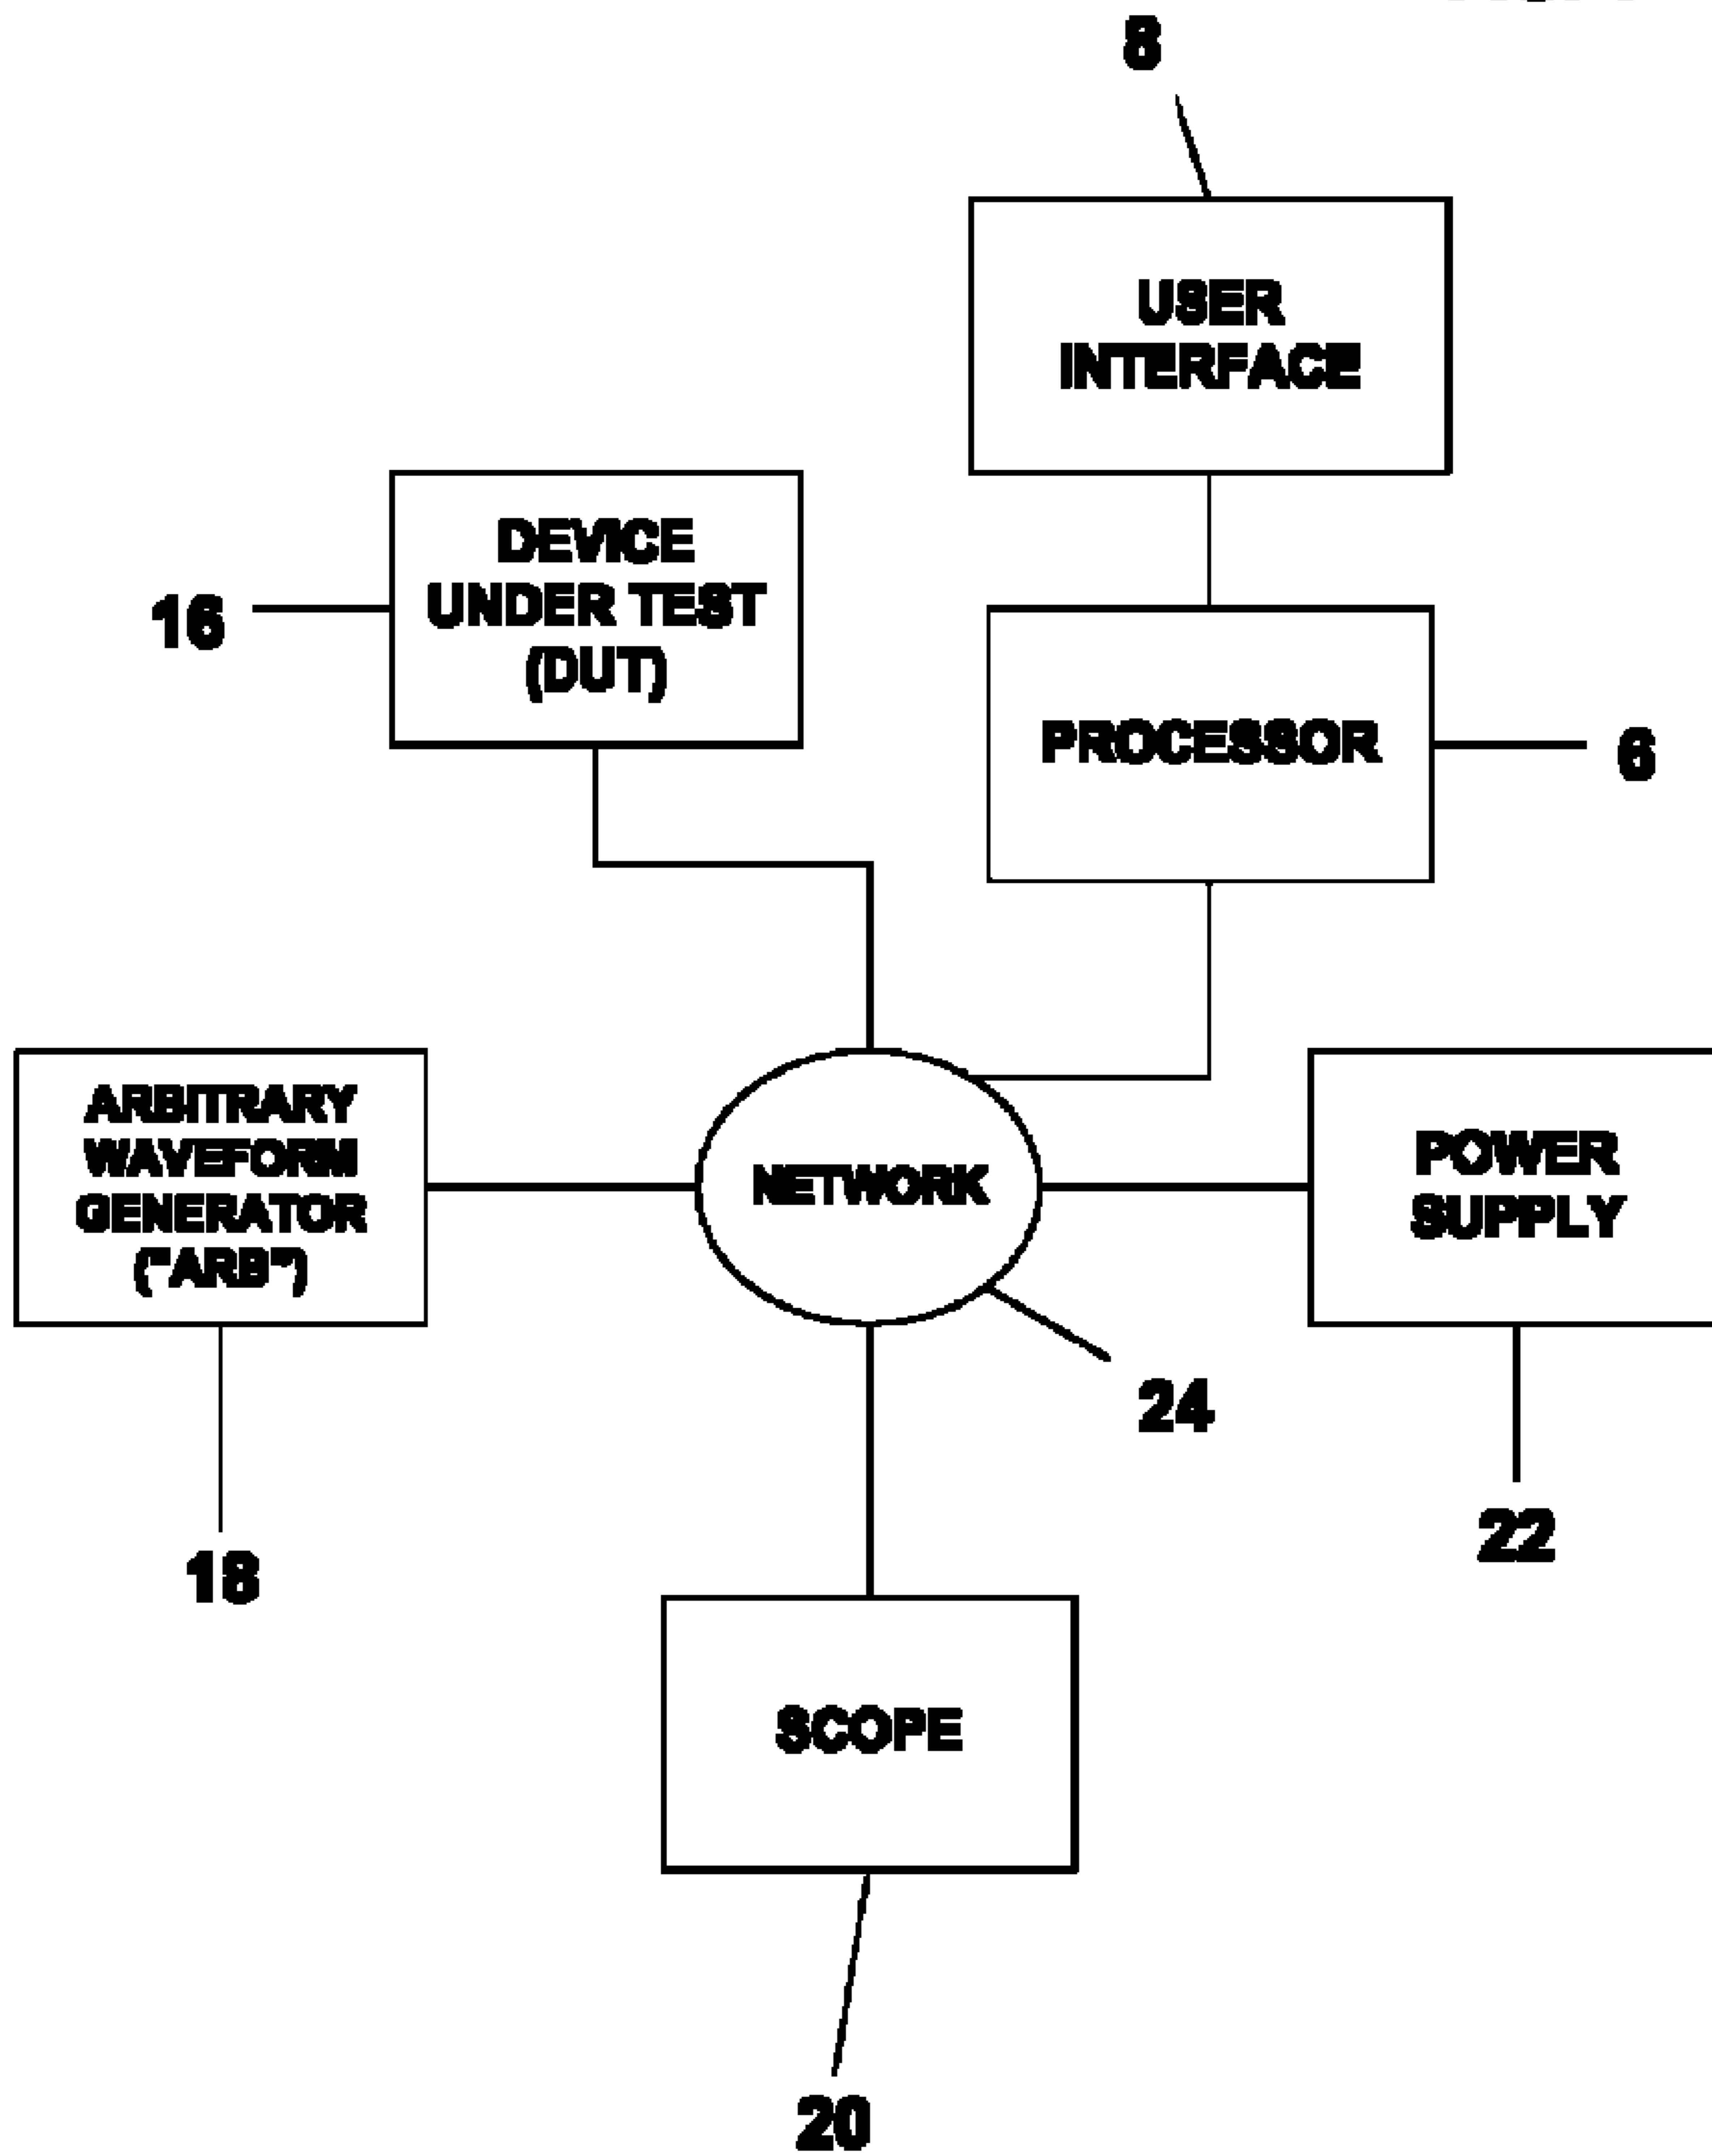 8
USER
INTERFACE
DEVICE
UNDER TEST
(DUT)
16
PROCESSOR
6
ARBITRARY
WAVEFORM
GENERATOR
("ARB")
NETWORK
POWER
SUPPLY
24
22
18
SCOPE
20